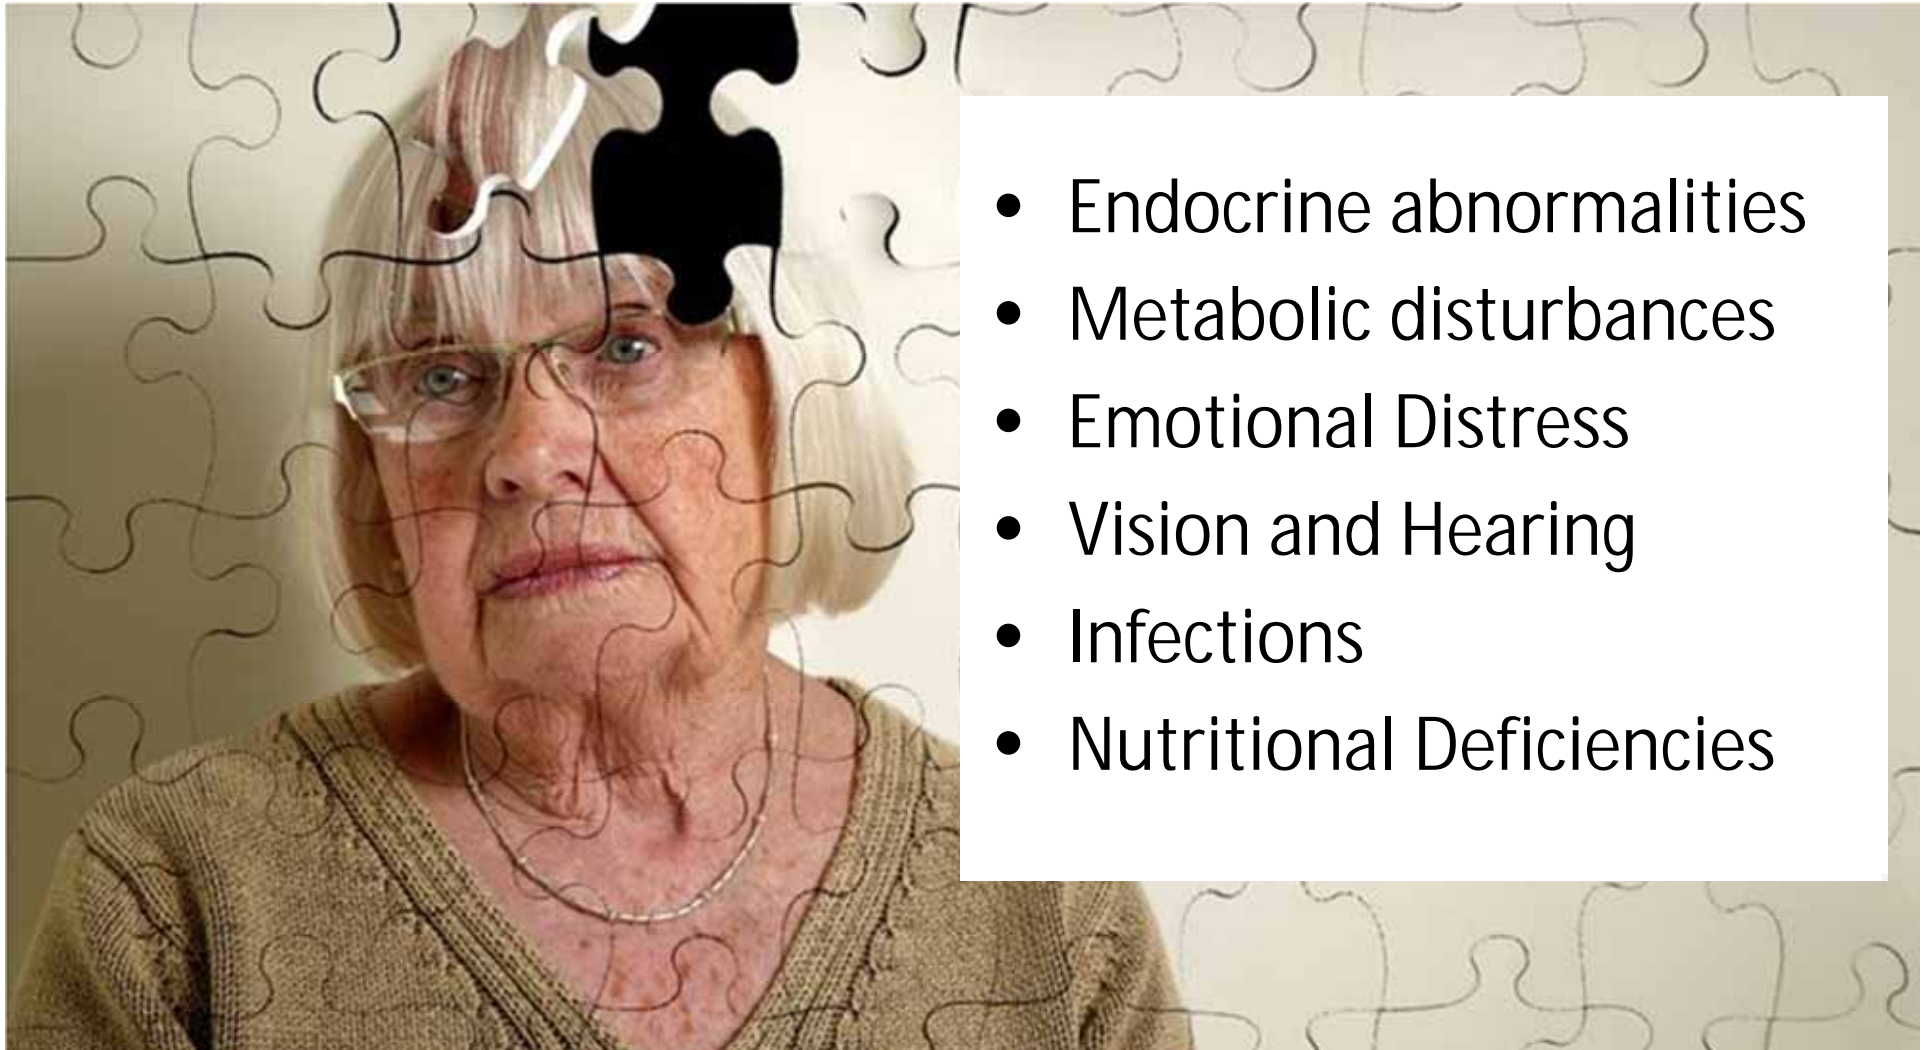 • Endocrine abnormalities
• Metabolic disturbances
• Emotional Distress
• Vision and Hearing
• Infections
• Nutritional Deficiencies